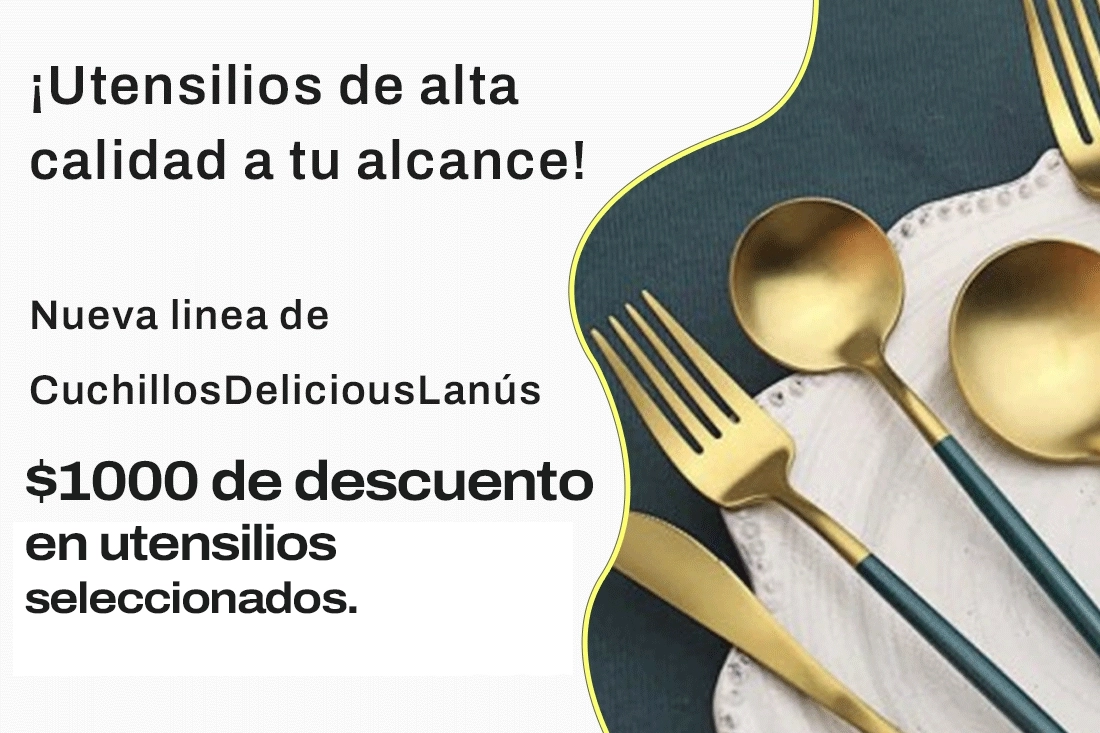 ¡Utensilios de alta
calidad a tu alcance!
Nueva linea de
CuchillosDeliciousLanús
$1000 de descuento
en utensilios
seleccionados.